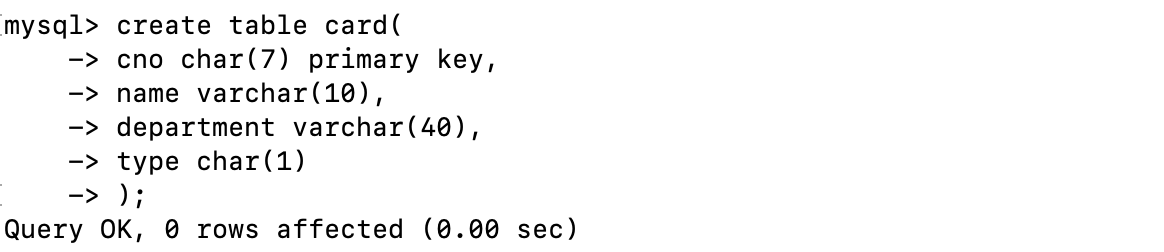 mysql> create table card(
    -> cno char(7) primary key,
    -> name varchar(10),
    -> department varchar(40),
    -> type char(1)
    -> );
Query OK, 0 rows affected (0.00 sec)